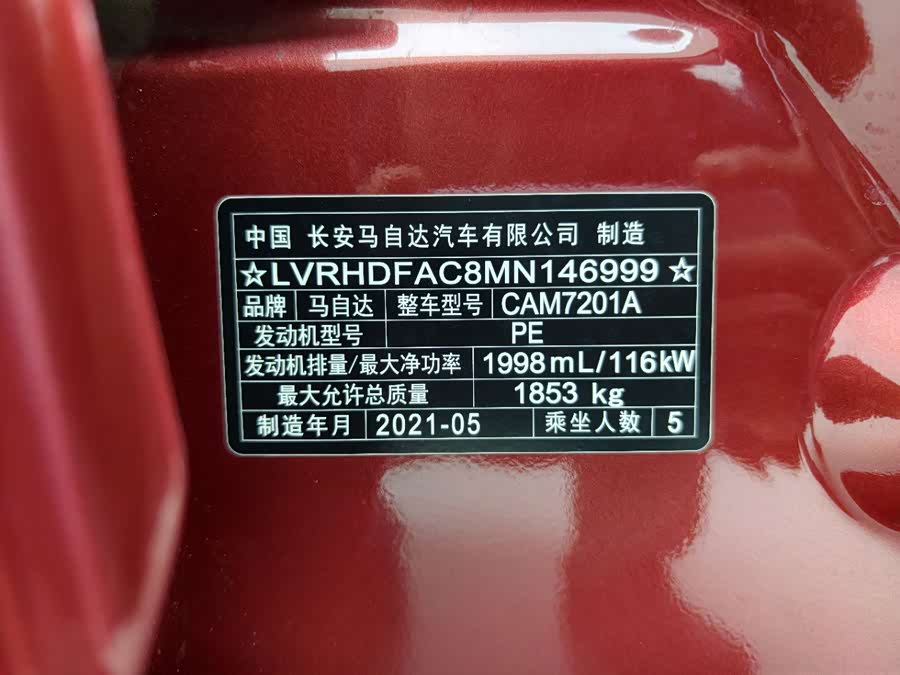 中国 长安马自达汽车有限公司 制造
☆LVRHDFAC8MN146999☆
品牌 马自达 整车型号 CAM7201A
发动机型号 PE
发动机排量/最大净功率 1998mL/116kW
最大允许总质量 1853 kg
制造年月 2021-05 乘坐人数 5